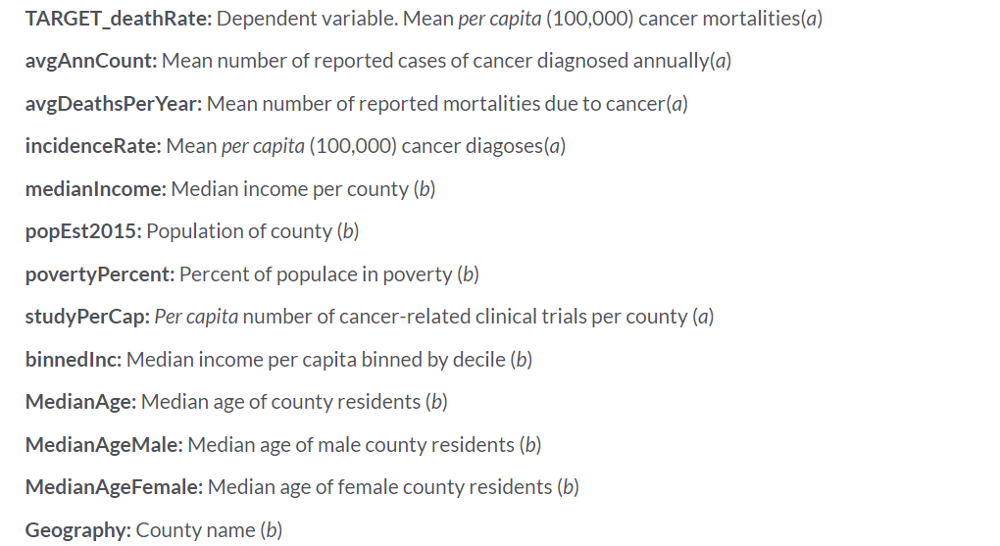 TARGET_deathRate: Dependent variable. Mean per capita (100,000) cancer mortalities(a)
avgAnnCount: Mean number of reported cases of cancer diagnosed annually(a)
avgDeathsPerYear: Mean number of reported mortalities due to cancer(a)
incidenceRate: Mean per capita (100,000) cancer diagoses(a)
medianIncome: Median income per county (b)
popEst2015: Population of county (b)
povertyPercent: Percent of populace in poverty (b)
studyPerCap: Per capita number of cancer-related clinical trials per county (a)
binnedInc: Median income per capita binned by decile (b)
MedianAge: Median age of county residents (b)
MedianAgeMale: Median age of male county residents (b)
MedianAgeFemale: Median age of female county residents (b)
Geography: County name (b)